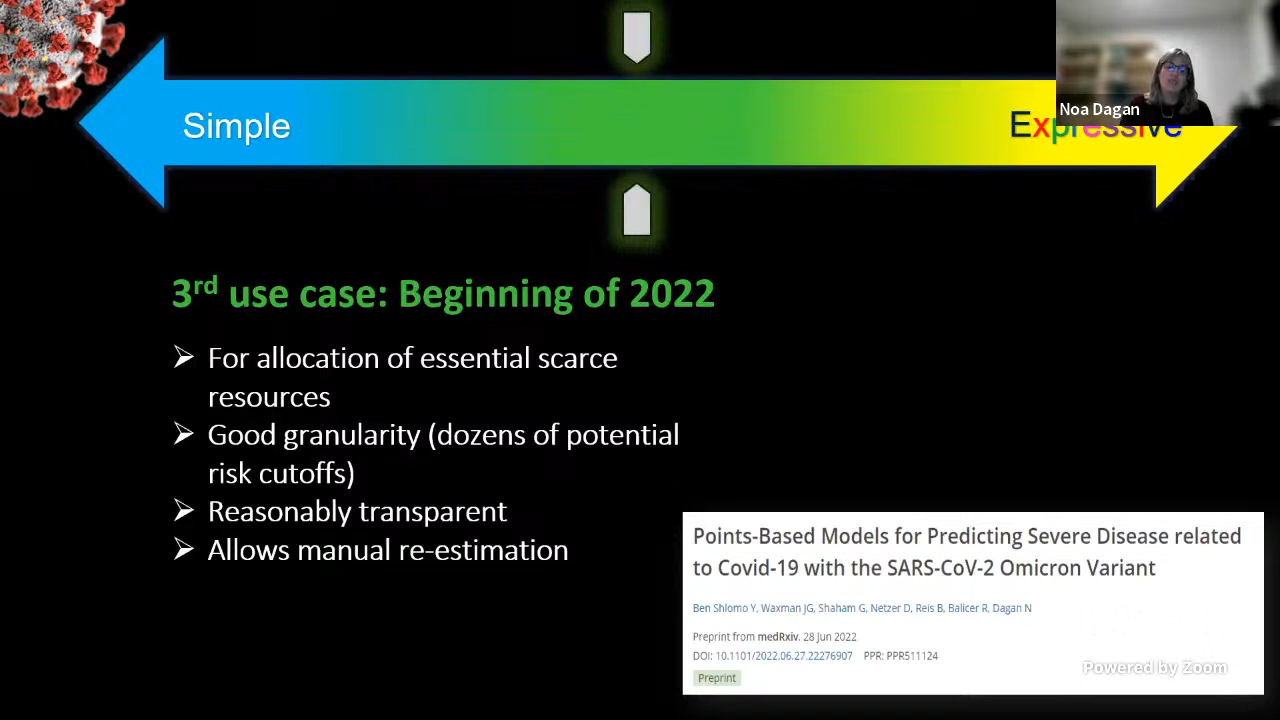 Noa Dagan
Simple
Expressive
3rd use case: Beginning of 2022
➢ For allocation of essential scarce
resources
➢ Good granularity (dozens of potential
risk cutoffs)
➢ Reasonably transparent
➢ Allows manual re-estimation
Points-Based Models for Predicting Severe Disease related
to Covid-19 with the SARS-CoV-2 Omicron Variant
Ben Shlomo Y, Waxman JG, Shaham G, Netzer D, Reis B, Balicer R, Dagan N
Preprint from medRxiv. 28 Jun 2022
DOI: 10.1101/2022.06.27.22276907 PPR: PPR511124
Preprint
Powered by Zoom